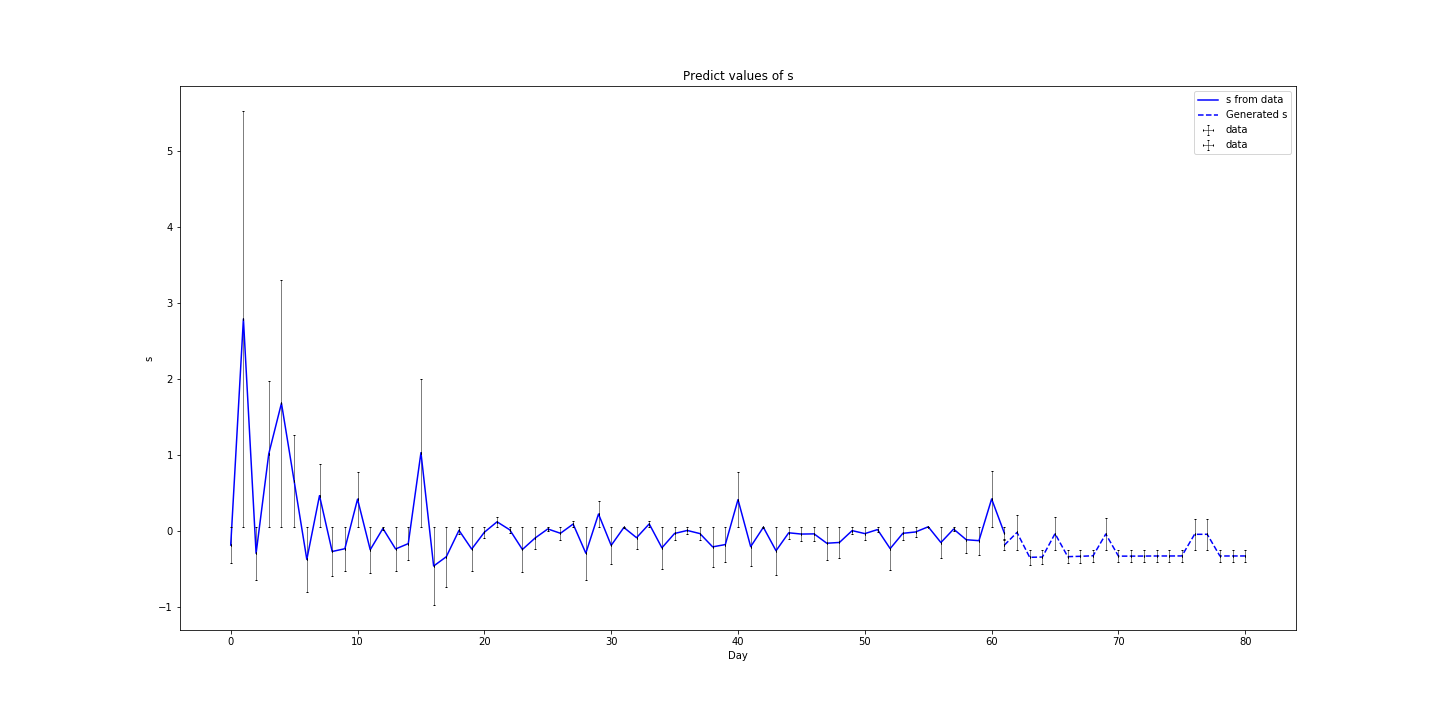 Predict values of s
s from data
Generated s
data
data
5
4
3
2
1
0
−1
s
0 10 20 30 40 50 60 70 80
Day